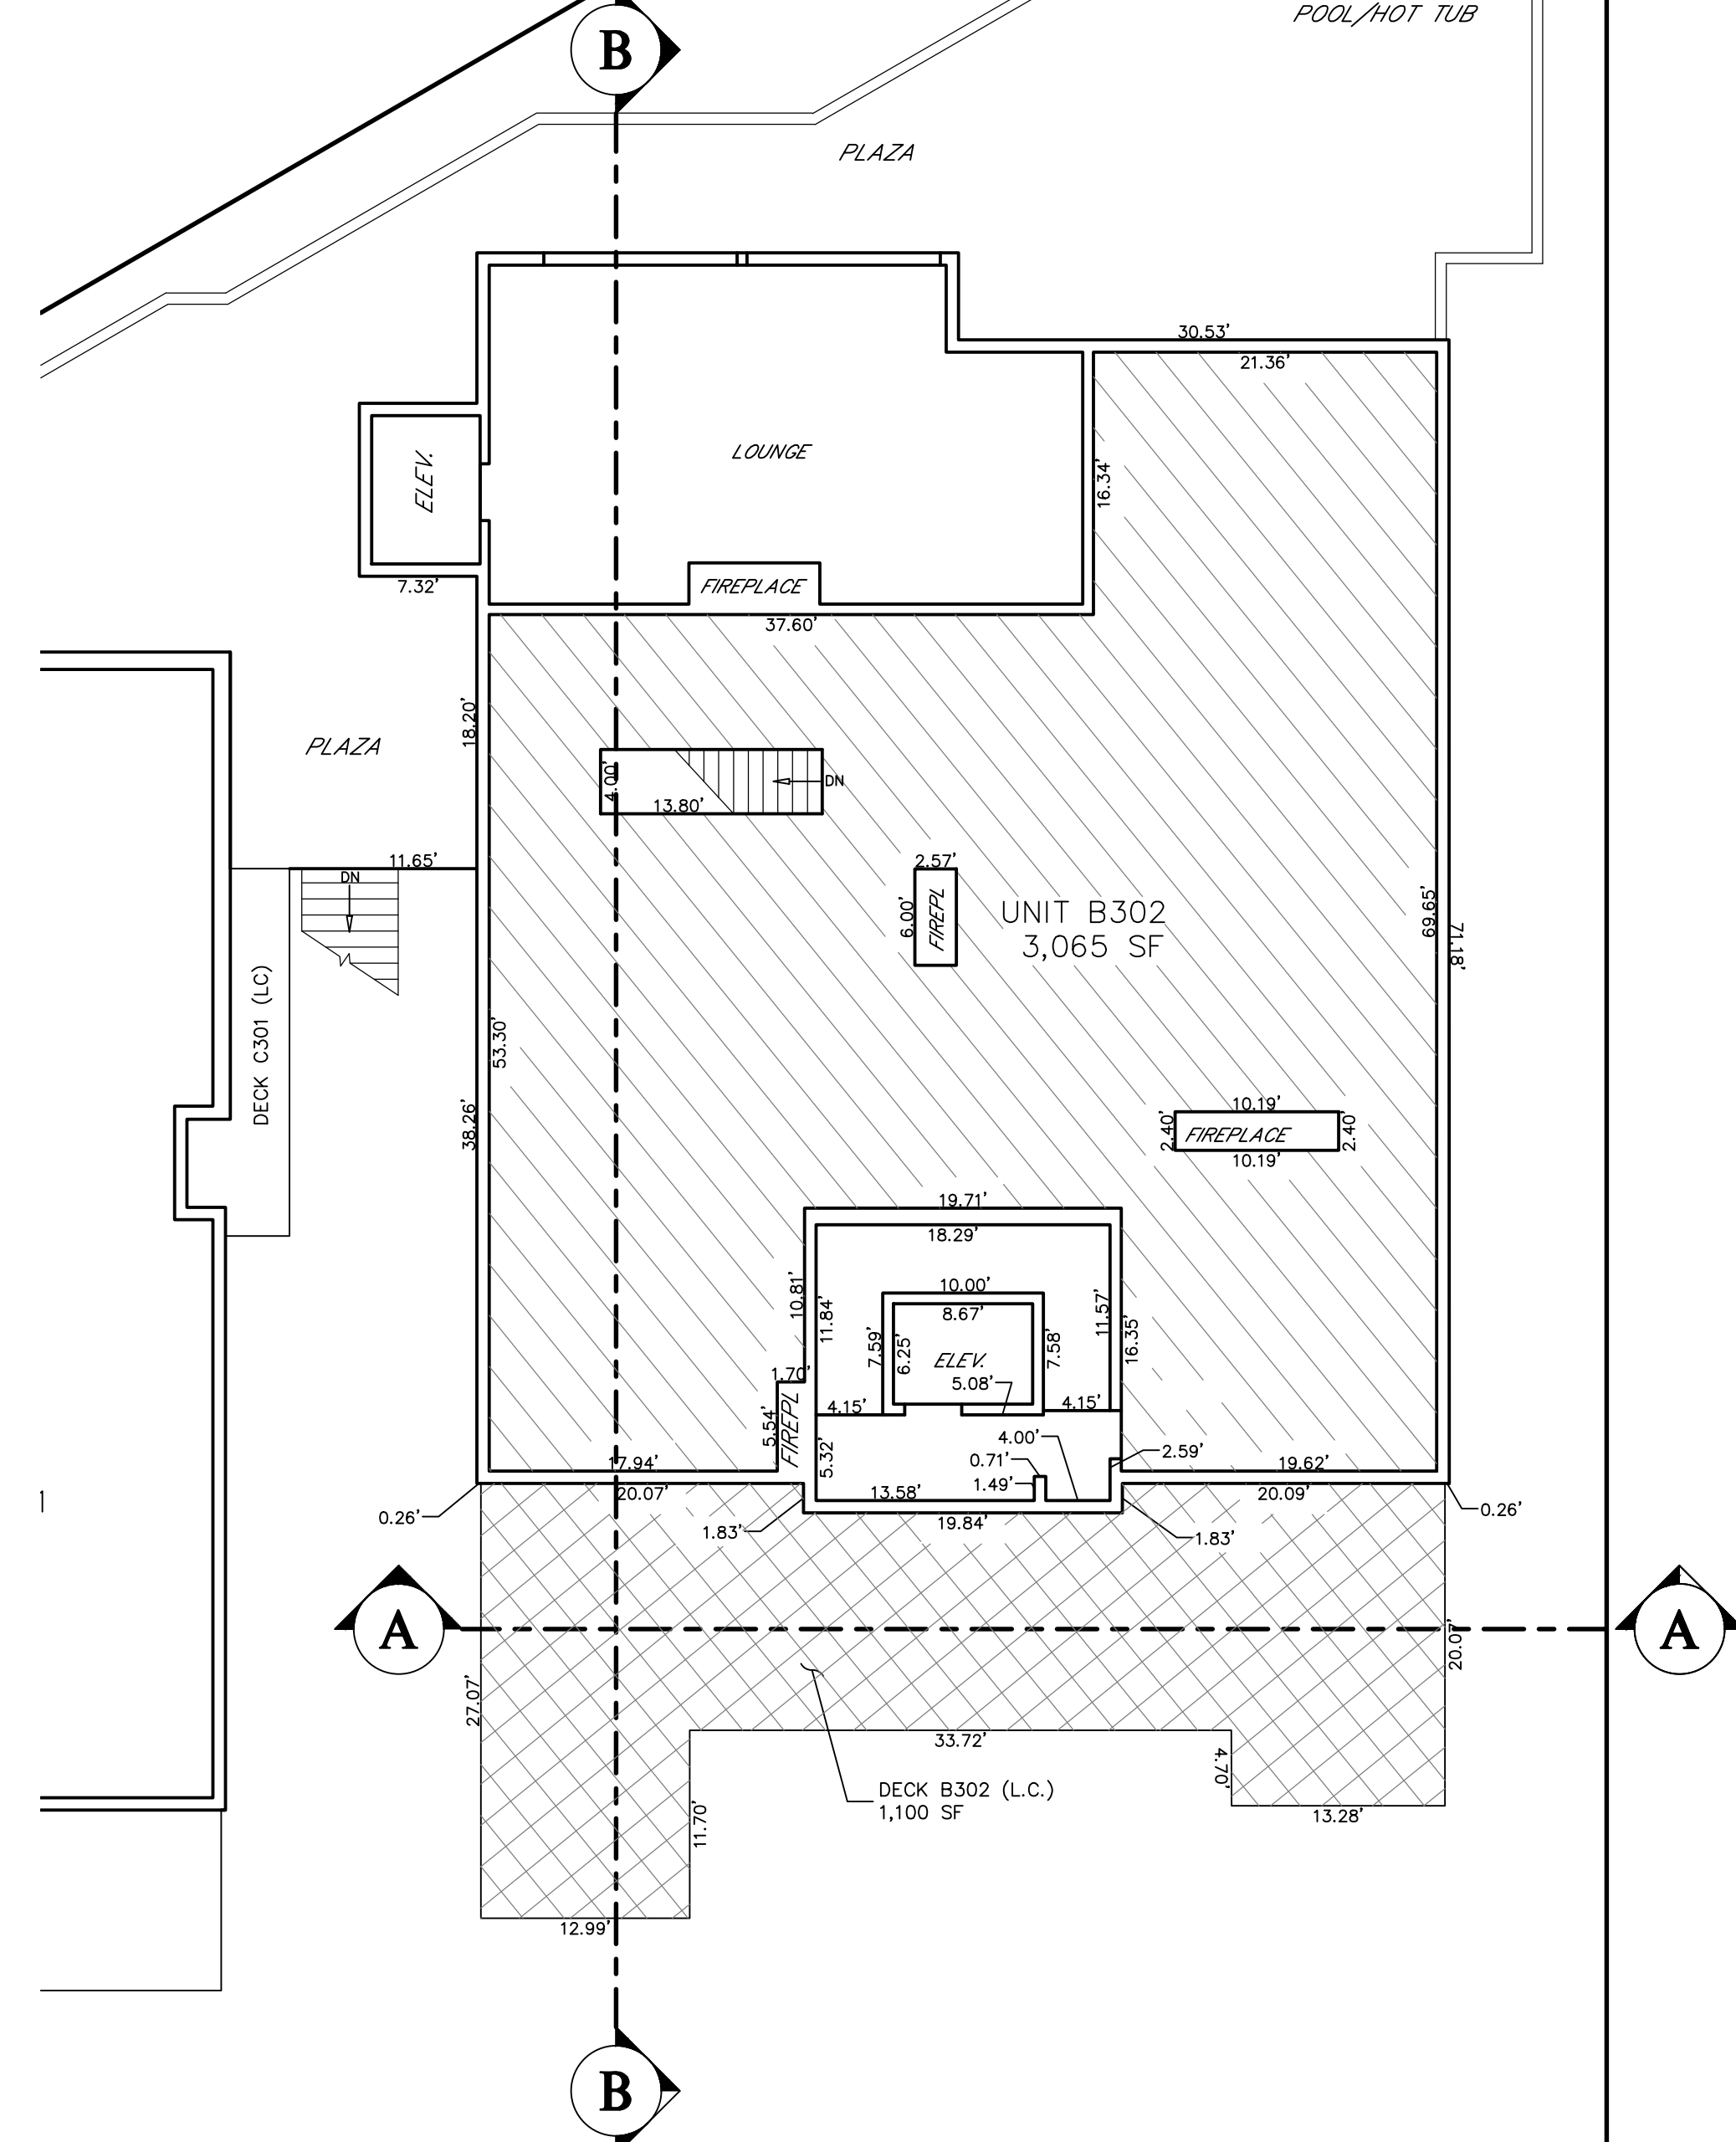 POOL/HOT TUB
B
PLAZA
30.53'
21.36'
LOUNGE
ELEV.
16.34'
7.32'
FIREPLACE
37.60'
18.20'
PLAZA
4.00'
DN
13.80'
11.65'
2.57'
DN
6.00'
FIREPL
UNIT B302
3,065 SF
69.65'
71.18'
DECK C301 (LC)
53.30'
38.26'
10.19'
2.40'
FIREPLACE
2.40'
10.19'
19.71'
18.29'
10.81'
11.84'
10.00'
8.67'
11.57'
16.35'
7.59'
6.25'
7.58'
ELEV.
1.70'
5.08'
4.15'
4.15'
5.54'
FIREPL
5.32'
4.00'
2.59'
0.71'
17.94'
19.62'
1.49'
20.07'
13.58'
20.09'
0.26'
0.26'
1.83'
19.84'
1.83'
1
A
A
20.07'
27.07'
33.72'
4.70'
DECK B302 (L.C.)
1,100 SF
11.70'
13.28'
12.99'
B